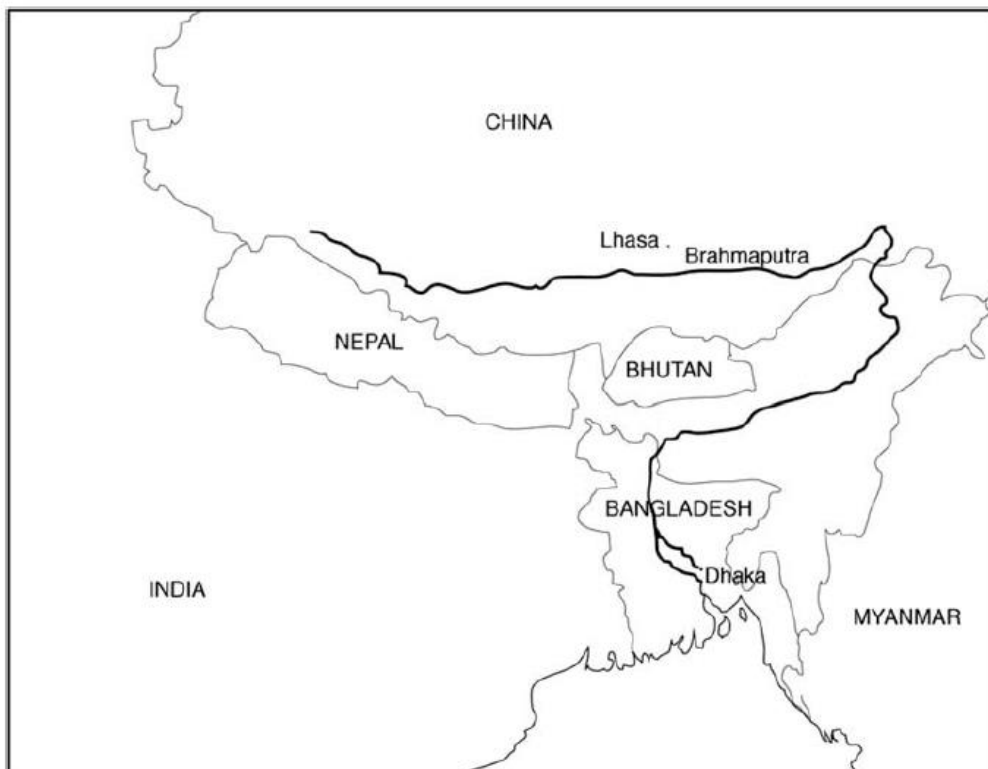 CHINA
Lhasa
Brahmaputra
NEPAL
BHUTAN
BANGLADESH
Dhaka
INDIA
MYANMAR